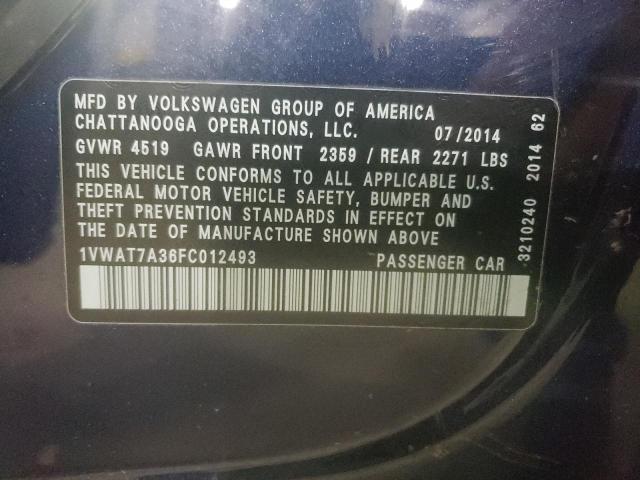 MFD BY VOLKSWAGEN GROUP OF AMERICA
CHATTANOOGA OPERATIONS, LLC. 07/2014
GVWR 4519 GAWR FRONT 2359 / REAR 2271 LBS
THIS VEHICLE CONFORMS TO ALL APPLICABLE U.S.
FEDERAL MOTOR VEHICLE SAFETY, BUMPER AND
THEFT PREVENTION STANDARDS IN EFFECT ON
THE DATE OF MANUFACTURE SHOWN ABOVE
1VWAT7A36FC012493 PASSENGER CAR
3210240 2014 62